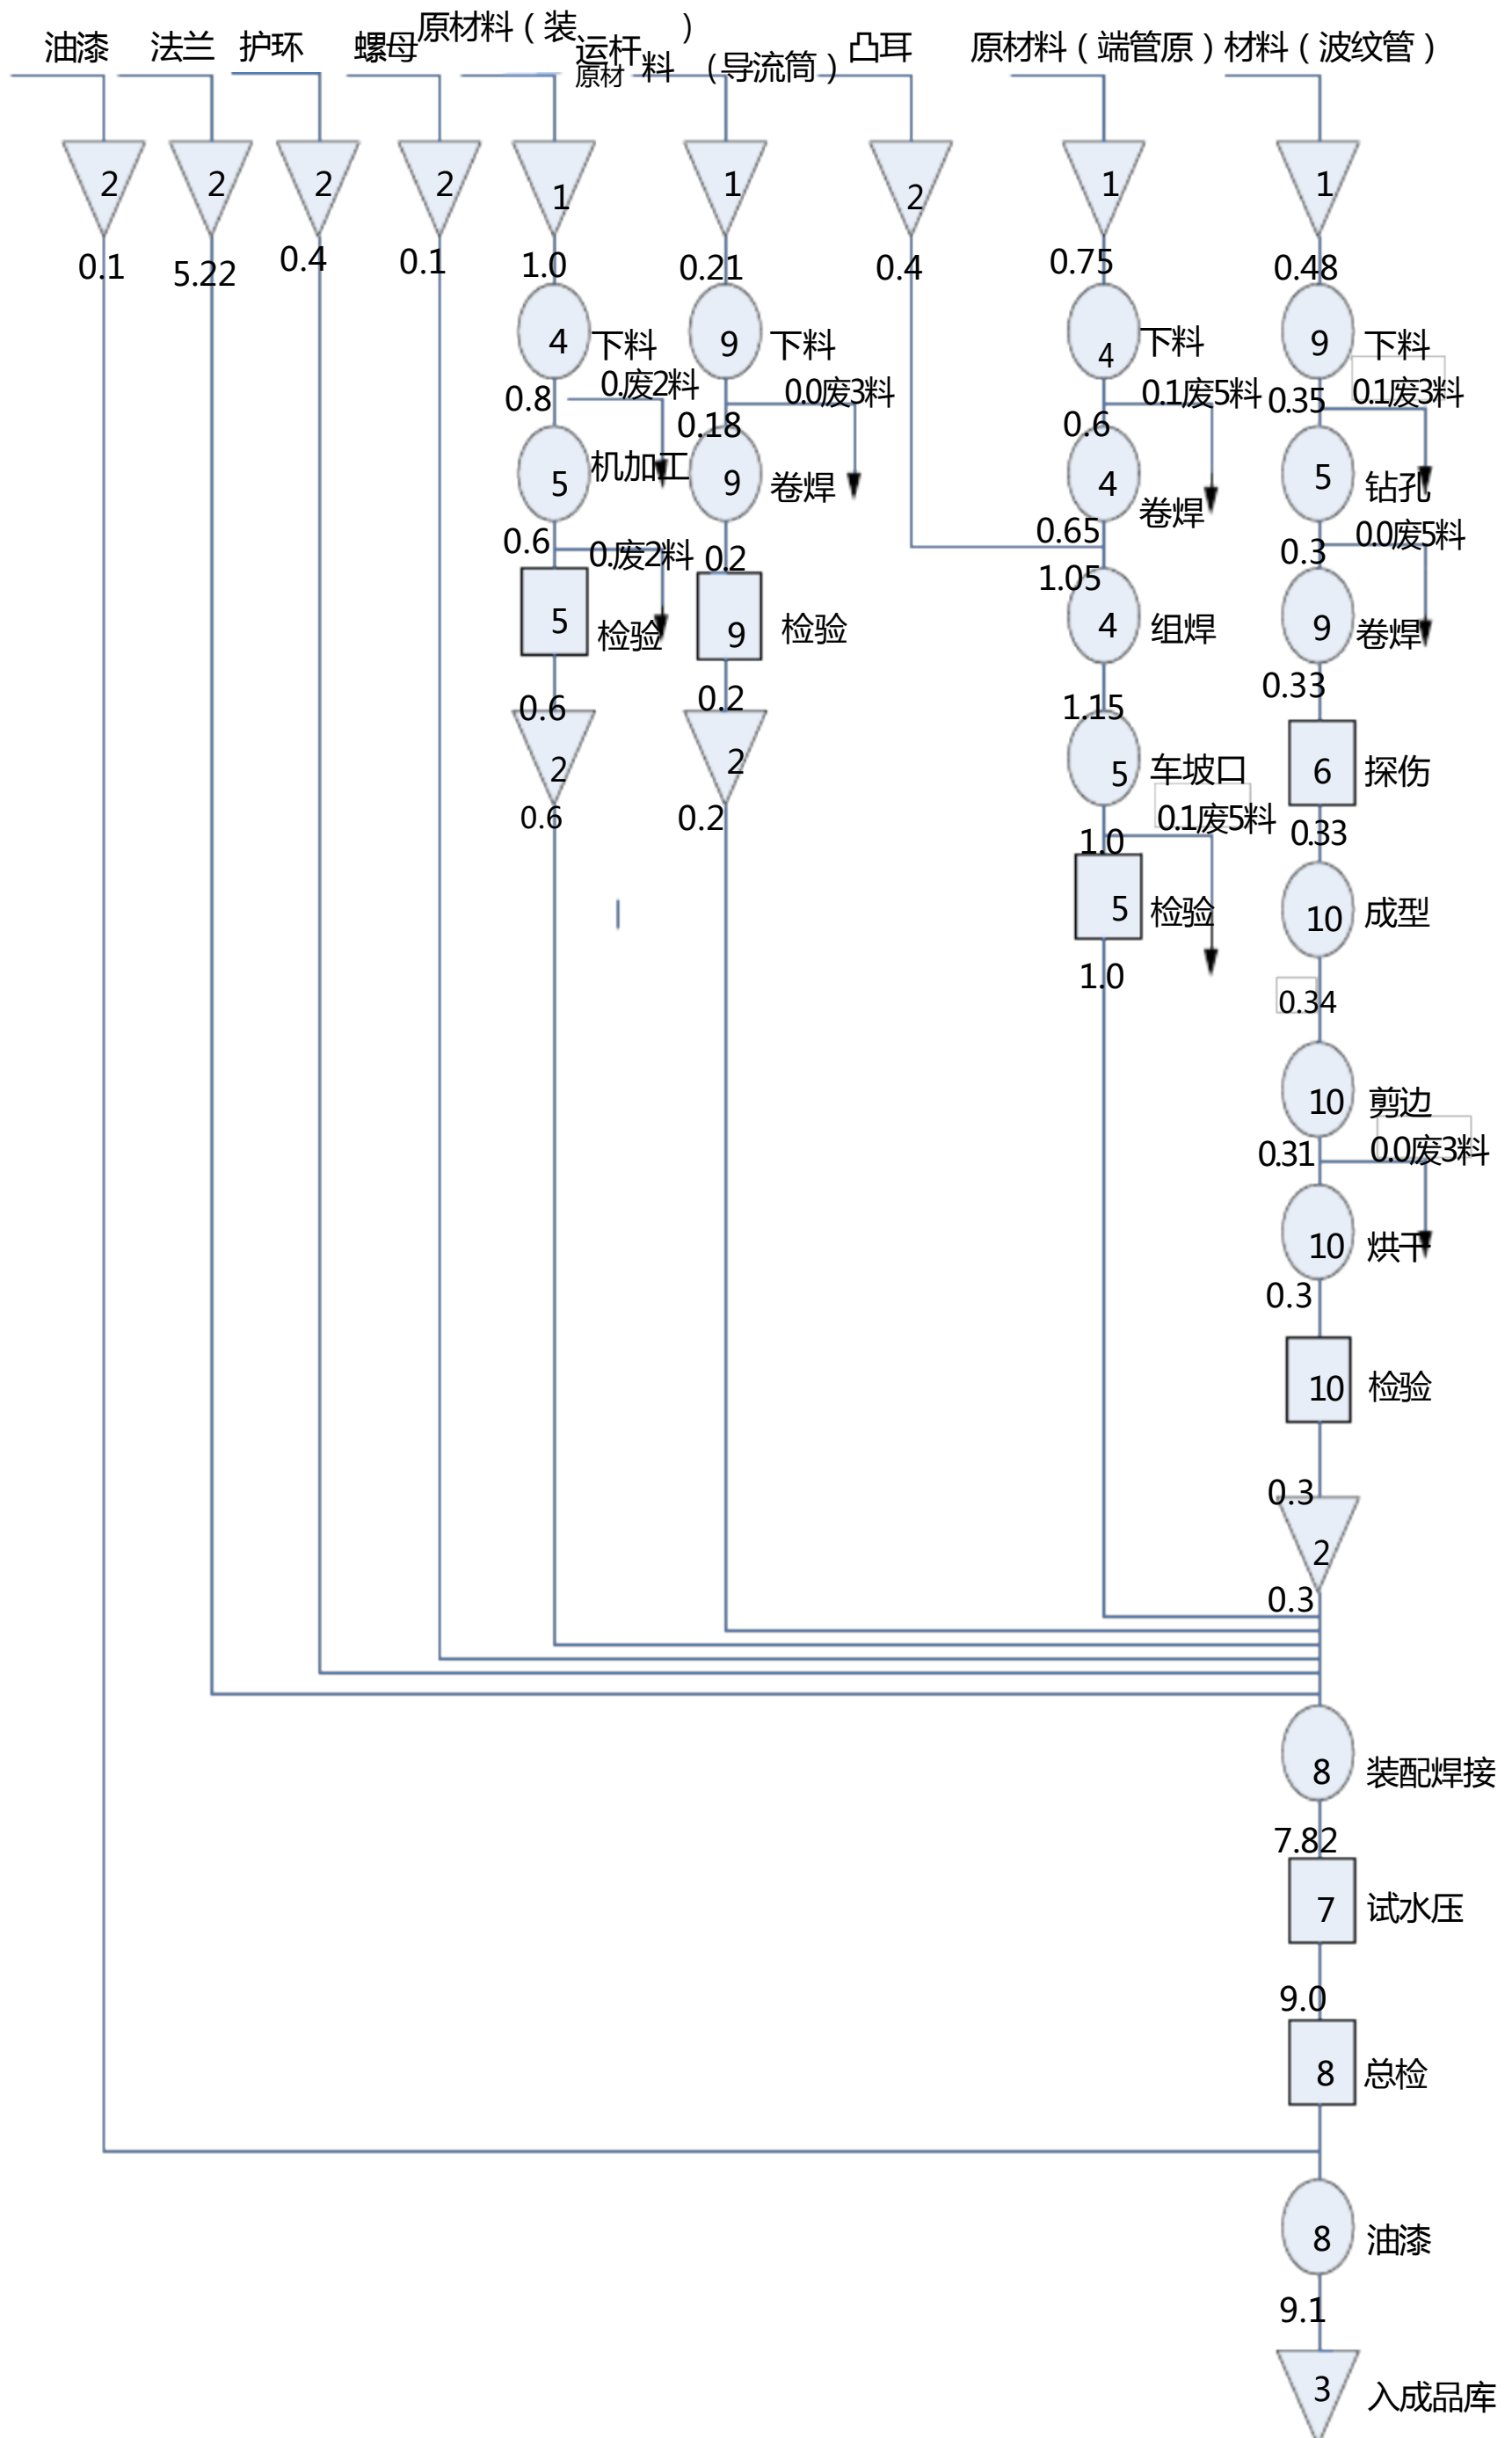 油漆 法兰 护环 螺母 原材料（装 运杆 ） 原材 料 （导流筒） 凸耳 原材料（端管原）材料（波纹管）
2 2 2 2 1 1 2 1 1
0.1 5.22 0.4 0.1 1.0 0.21 0.4 0.75 0.48
4 下料 9 下料 4 下料 9 下料
0.8 0.废2料 0.18 0.0废3料 0.6 0.1废5料 0.35 0.1废3料
5 机加工 9 卷焊 4 卷焊 5 钻孔
0.6 0.废2料 0.2 0.65 0.3 0.0废5料
1.05
5 检验 9 检验 4 组焊 9 卷焊
0.6 0.2 1.15 0.33
2 2 5 车坡口 6 探伤
0.6 0.2 1.0 0.1废5料 0.33
5 检验 10 成型
1.0 0.34
10 剪边
0.31 0.0废3料
10 烘干
0.3
10 检验
0.3
2
0.3
8 装配焊接
7.82
7 试水压
9.0
8 总检
8 油漆
9.1
3 入成品库